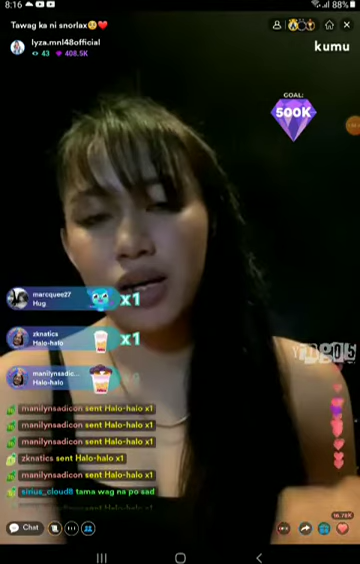 8:16
88%
Tawag ka ni snorlax🥺❤️
lyza.mnl48official
43 408.5K
kumu
GOAL:
500K
marcquee27
Hug
x1
zknatics
Halo-halo
x1
manilynsadic...
Halo-halo
manilynsadicon sent Halo-halo x1
manilynsadicon sent Halo-halo x1
manilynsadicon sent Halo-halo x1
zknatics sent Halo-halo x1
manilynsadicon sent Halo-halo x1
sirius_cloud8 tama wag na po sad
Chat